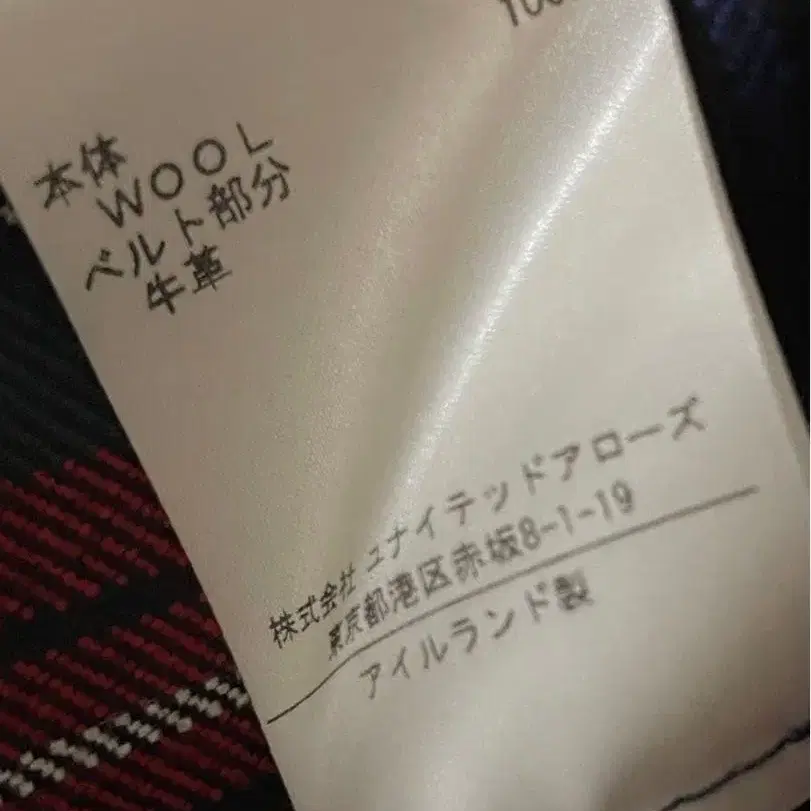 100
本体
WOOL
ベルト部分
牛革
株式会社 ユナイテッドアローズ
東京都港区赤坂8-1-19
アイルランド製